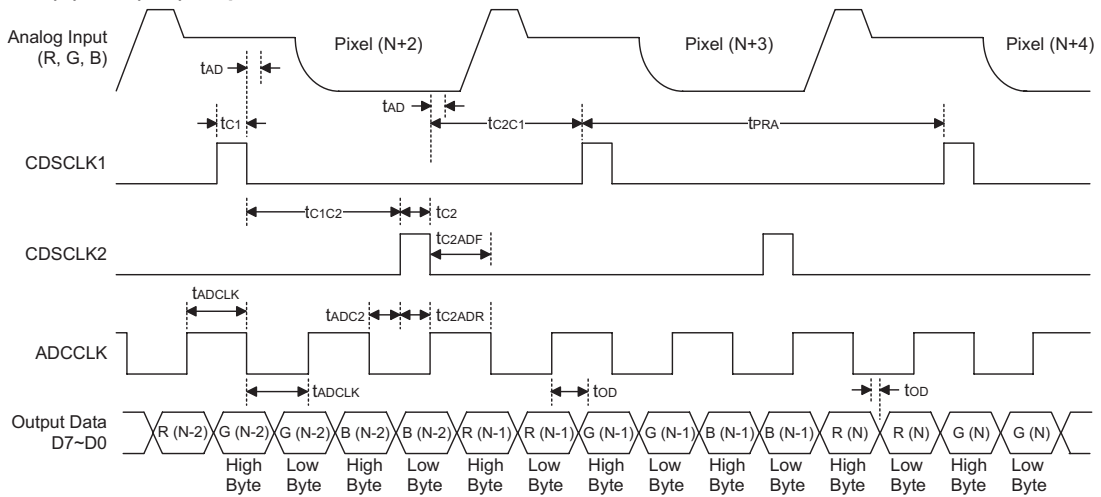 Analog Input
(R, G, B)
Pixel (N+2)
Pixel (N+3)
Pixel (N+4)
tAD
tAD
tC1
tC2C1
tPRA
CDSCLK1
tC1C2
tC2
CDSCLK2
tC2ADF
tADCLK
tADC2
tC2ADR
ADCCLK
tADCLK
tOD
tOD
Output Data
D7~D0
R (N-2) G (N-2) G (N-2) B (N-2) B (N-2) R (N-1) R (N-1) G (N-1) G (N-1) B (N-1) B (N-1) R (N) R (N) G (N) G (N)
High Low High Low High Low High Low High Low High Low High Low
Byte Byte Byte Byte Byte Byte Byte Byte Byte Byte Byte Byte Byte Byte